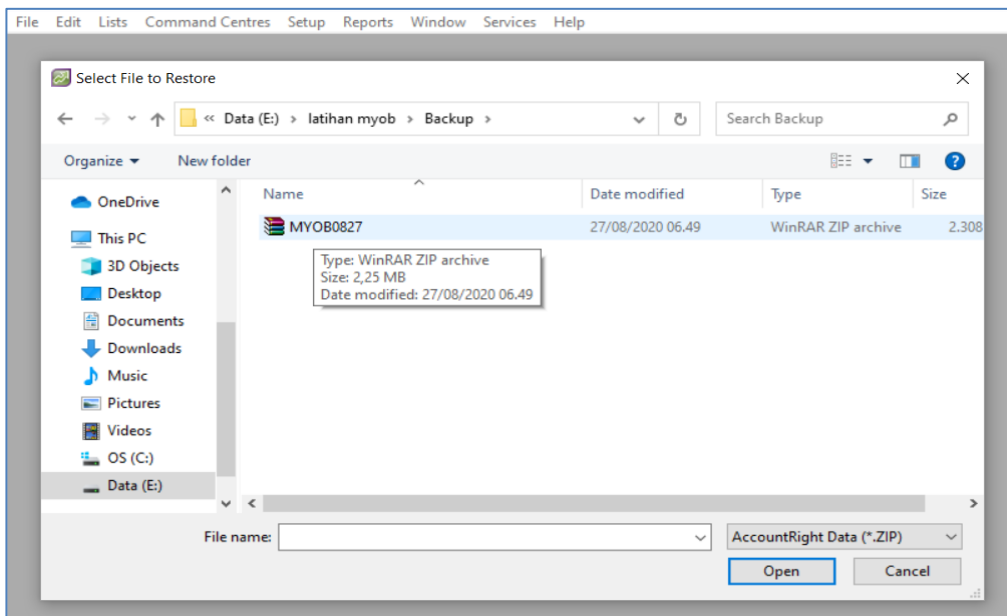 File Edit Lists Command Centres Setup Reports Window Services Help
Select File to Restore
« Data (E:) › latihan myob › Backup ›
Search Backup
Organize New folder
Name Date modified Type Size
OneDrive
MYOB0827 27/08/2020 06.49 WinRAR ZIP archive 2.308
This PC
Type: WinRAR ZIP archive
Size: 2,25 MB
Date modified: 27/08/2020 06.49
3D Objects
Desktop
Documents
Downloads
Music
Pictures
Videos
OS (C:)
Data (E:)
File name:
AccountRight Data (*.ZIP)
Open Cancel